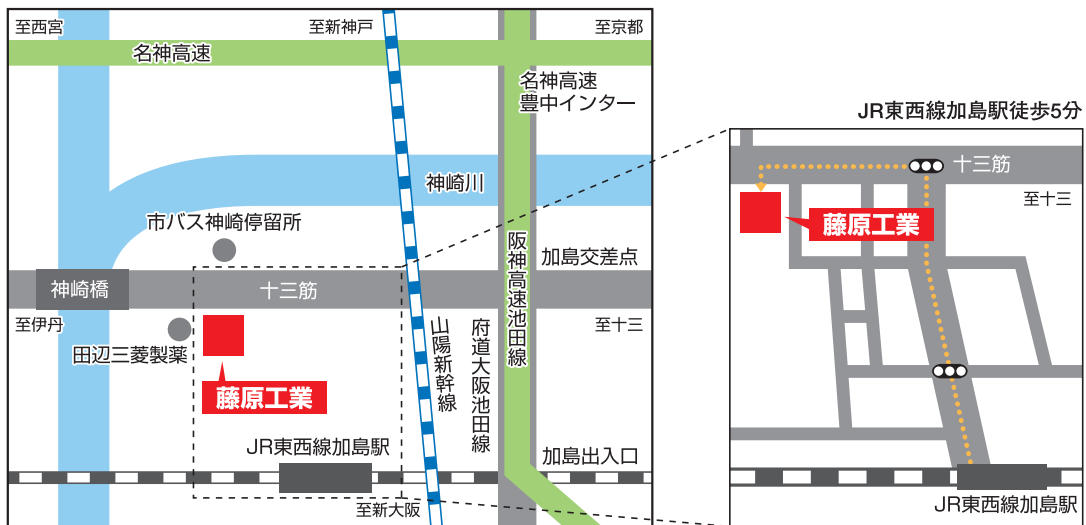 至西宮
至新神戸
至京都
名神高速
名神高速
豊中インター
神崎川
市バス神崎停留所
阪神高速池田線
加島交差点
神崎橋
十三筋
至伊丹
至十三
田辺三菱製薬
山陽新幹線
府道大阪池田線
藤原工業
JR東西線加島駅
加島出入口
至新大阪
JR東西線加島駅徒歩5分
十三筋
至十三
藤原工業
JR東西線加島駅